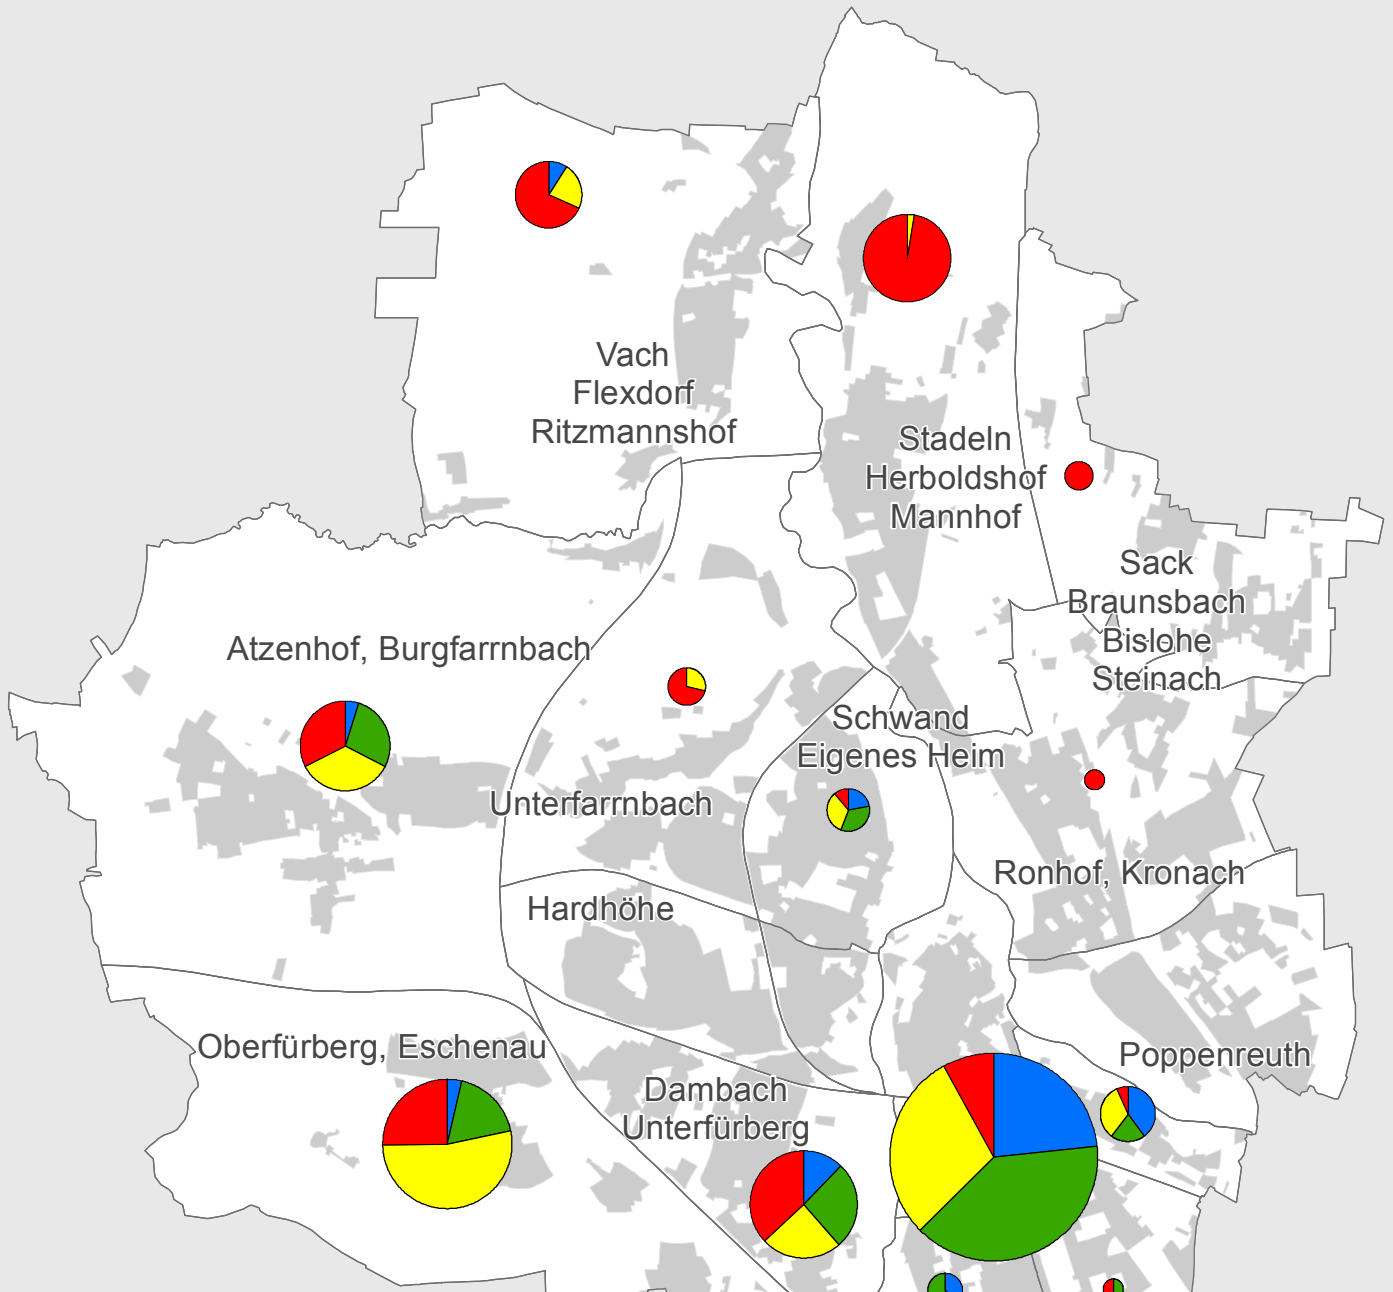 Vach
Flexdorf
Ritzmannshof
Stadeln
Herboldshof
Mannhof
Sack
Braunsbach
Bislohe
Steinach
Atzenhof, Burgfarrnbach
Schwand
Eigenes Heim
Unterfarrnbach
Ronhof, Kronach
Hardhöhe
Oberfürberg, Eschenau
Poppenreuth
Dambach
Unterfürberg